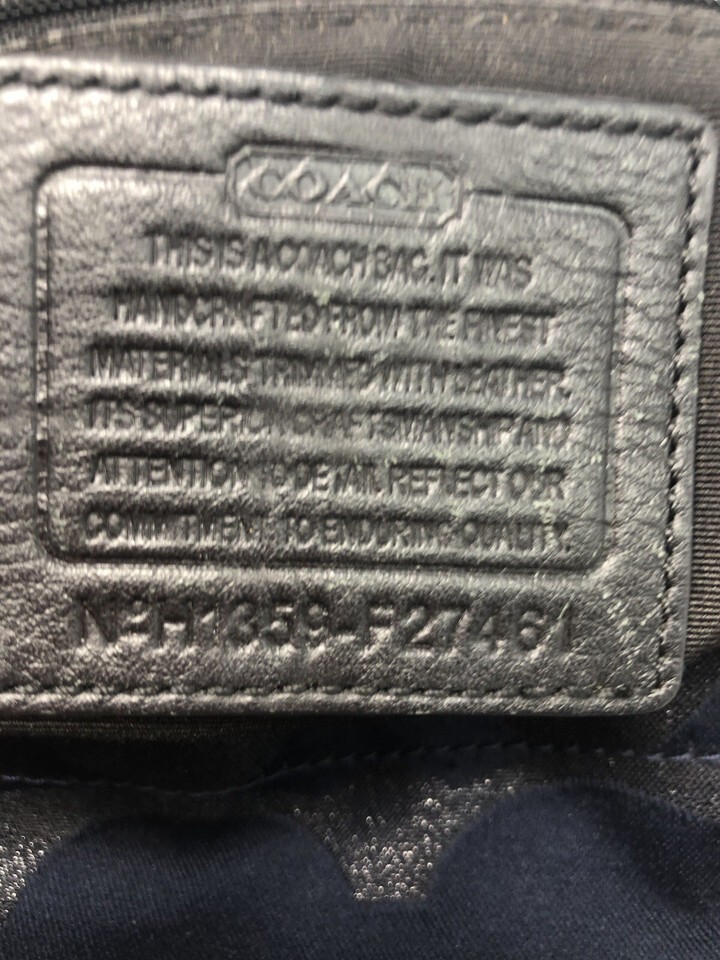 COACH
THIS IS A COACH BAG. IT WAS
HANDCRAFTED FROM THE FINEST
MATERIALS TRIMMED WITH LEATHER.
ITS SUPERIOR CRAFTSMANSHIP AND
ATTENTION TO DETAIL REFLECT OUR
COMMITMENT TO ENDURING QUALITY.
Nº H1359-F27461